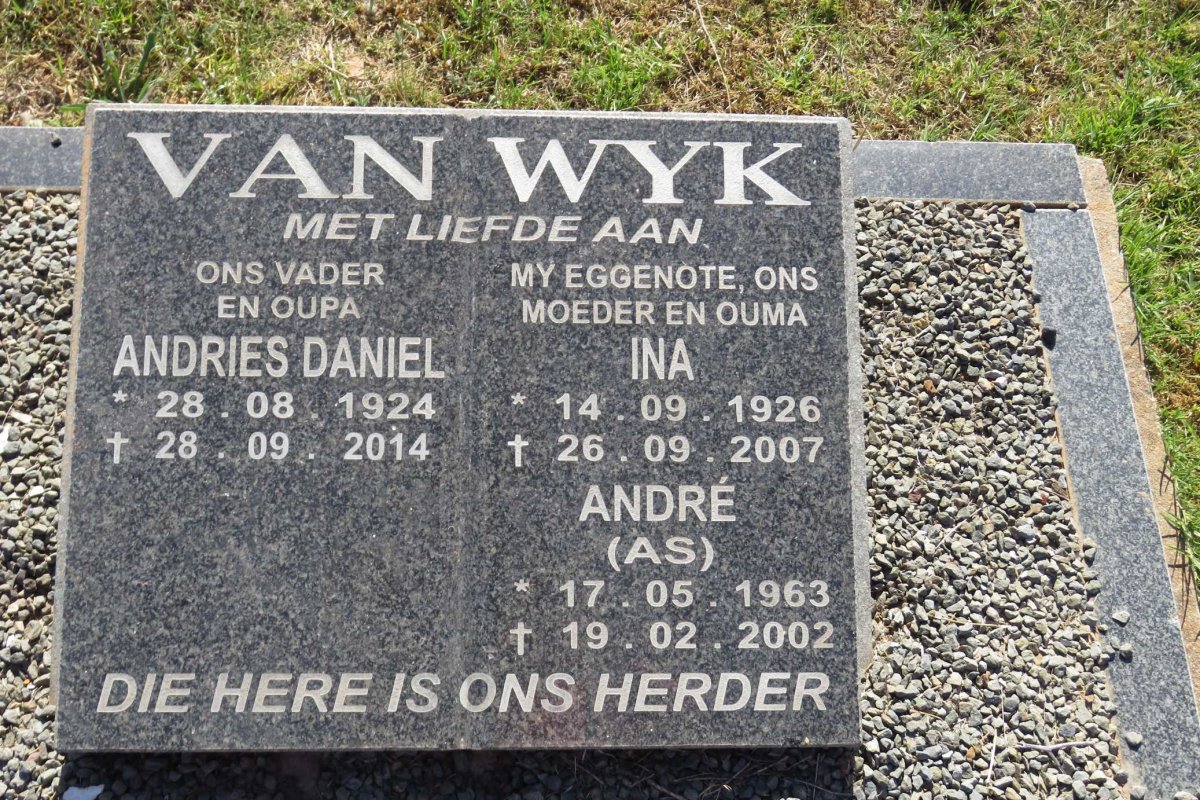 VAN WYK
MET LIEFDE AAN
ONS VADER
EN OUPA
ANDRIES DANIEL
* 28 . 08 . 1924
† 28 . 09 . 2014
MY EGGENOTE, ONS
MOEDER EN OUMA
INA
* 14 . 09 . 1926
† 26 . 09 . 2007
ANDRÉ
(AS)
* 17 . 05 . 1963
† 19 . 02 . 2002
DIE HERE IS ONS HERDER